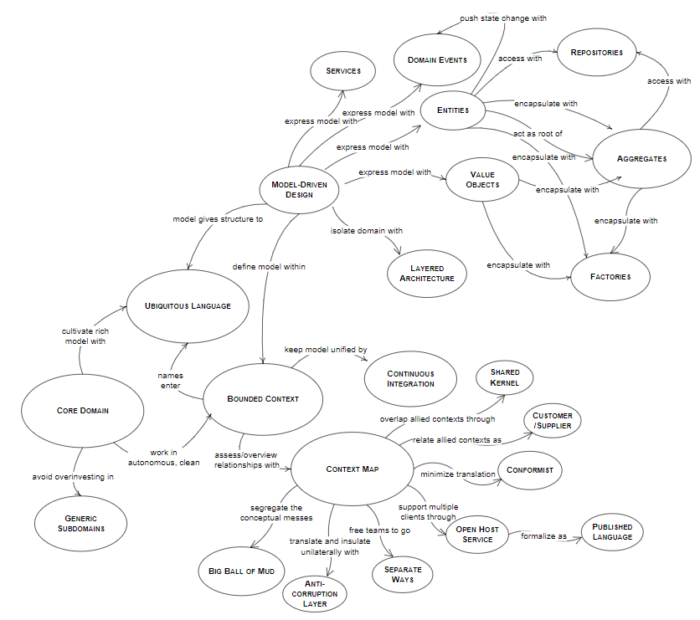 push state change with
DOMAIN EVENTS
REPOSITORIES
access with
SERVICES
access with
ENTITIES
encapsulate with
express model with
express model with
act as root of
express model with
encapsulate with
AGGREGATES
express model with
VALUE
OBJECTS
encapsulate with
MODEL-DRIVEN
DESIGN
model gives structure to
isolate domain with
encapsulate with
define model within
LAYERED
ARCHITECTURE
encapsulate with
FACTORIES
UBIQUITOUS LANGUAGE
cultivate rich
model with
keep model unified by
names
enter
CONTINUOUS
INTEGRATION
SHARED
KERNEL
CORE DOMAIN
BOUNDED CONTEXT
overlap allied contexts through
CUSTOMER
/SUPPLIER
relate allied contexts as
work in
autonomous, clean
assess/overview
relationships with
CONTEXT MAP
minimize translation
CONFORMIST
avoid overinvesting in
GENERIC
SUBDOMAINS
segregate the
conceptual messes
support multiple
clients through
free teams to go
OPEN HOST
SERVICE
formalize as
PUBLISHED
LANGUAGE
translate and insulate
unilaterally with
BIG BALL OF MUD
SEPARATE
WAYS
ANTI-
CORRUPTION
LAYER